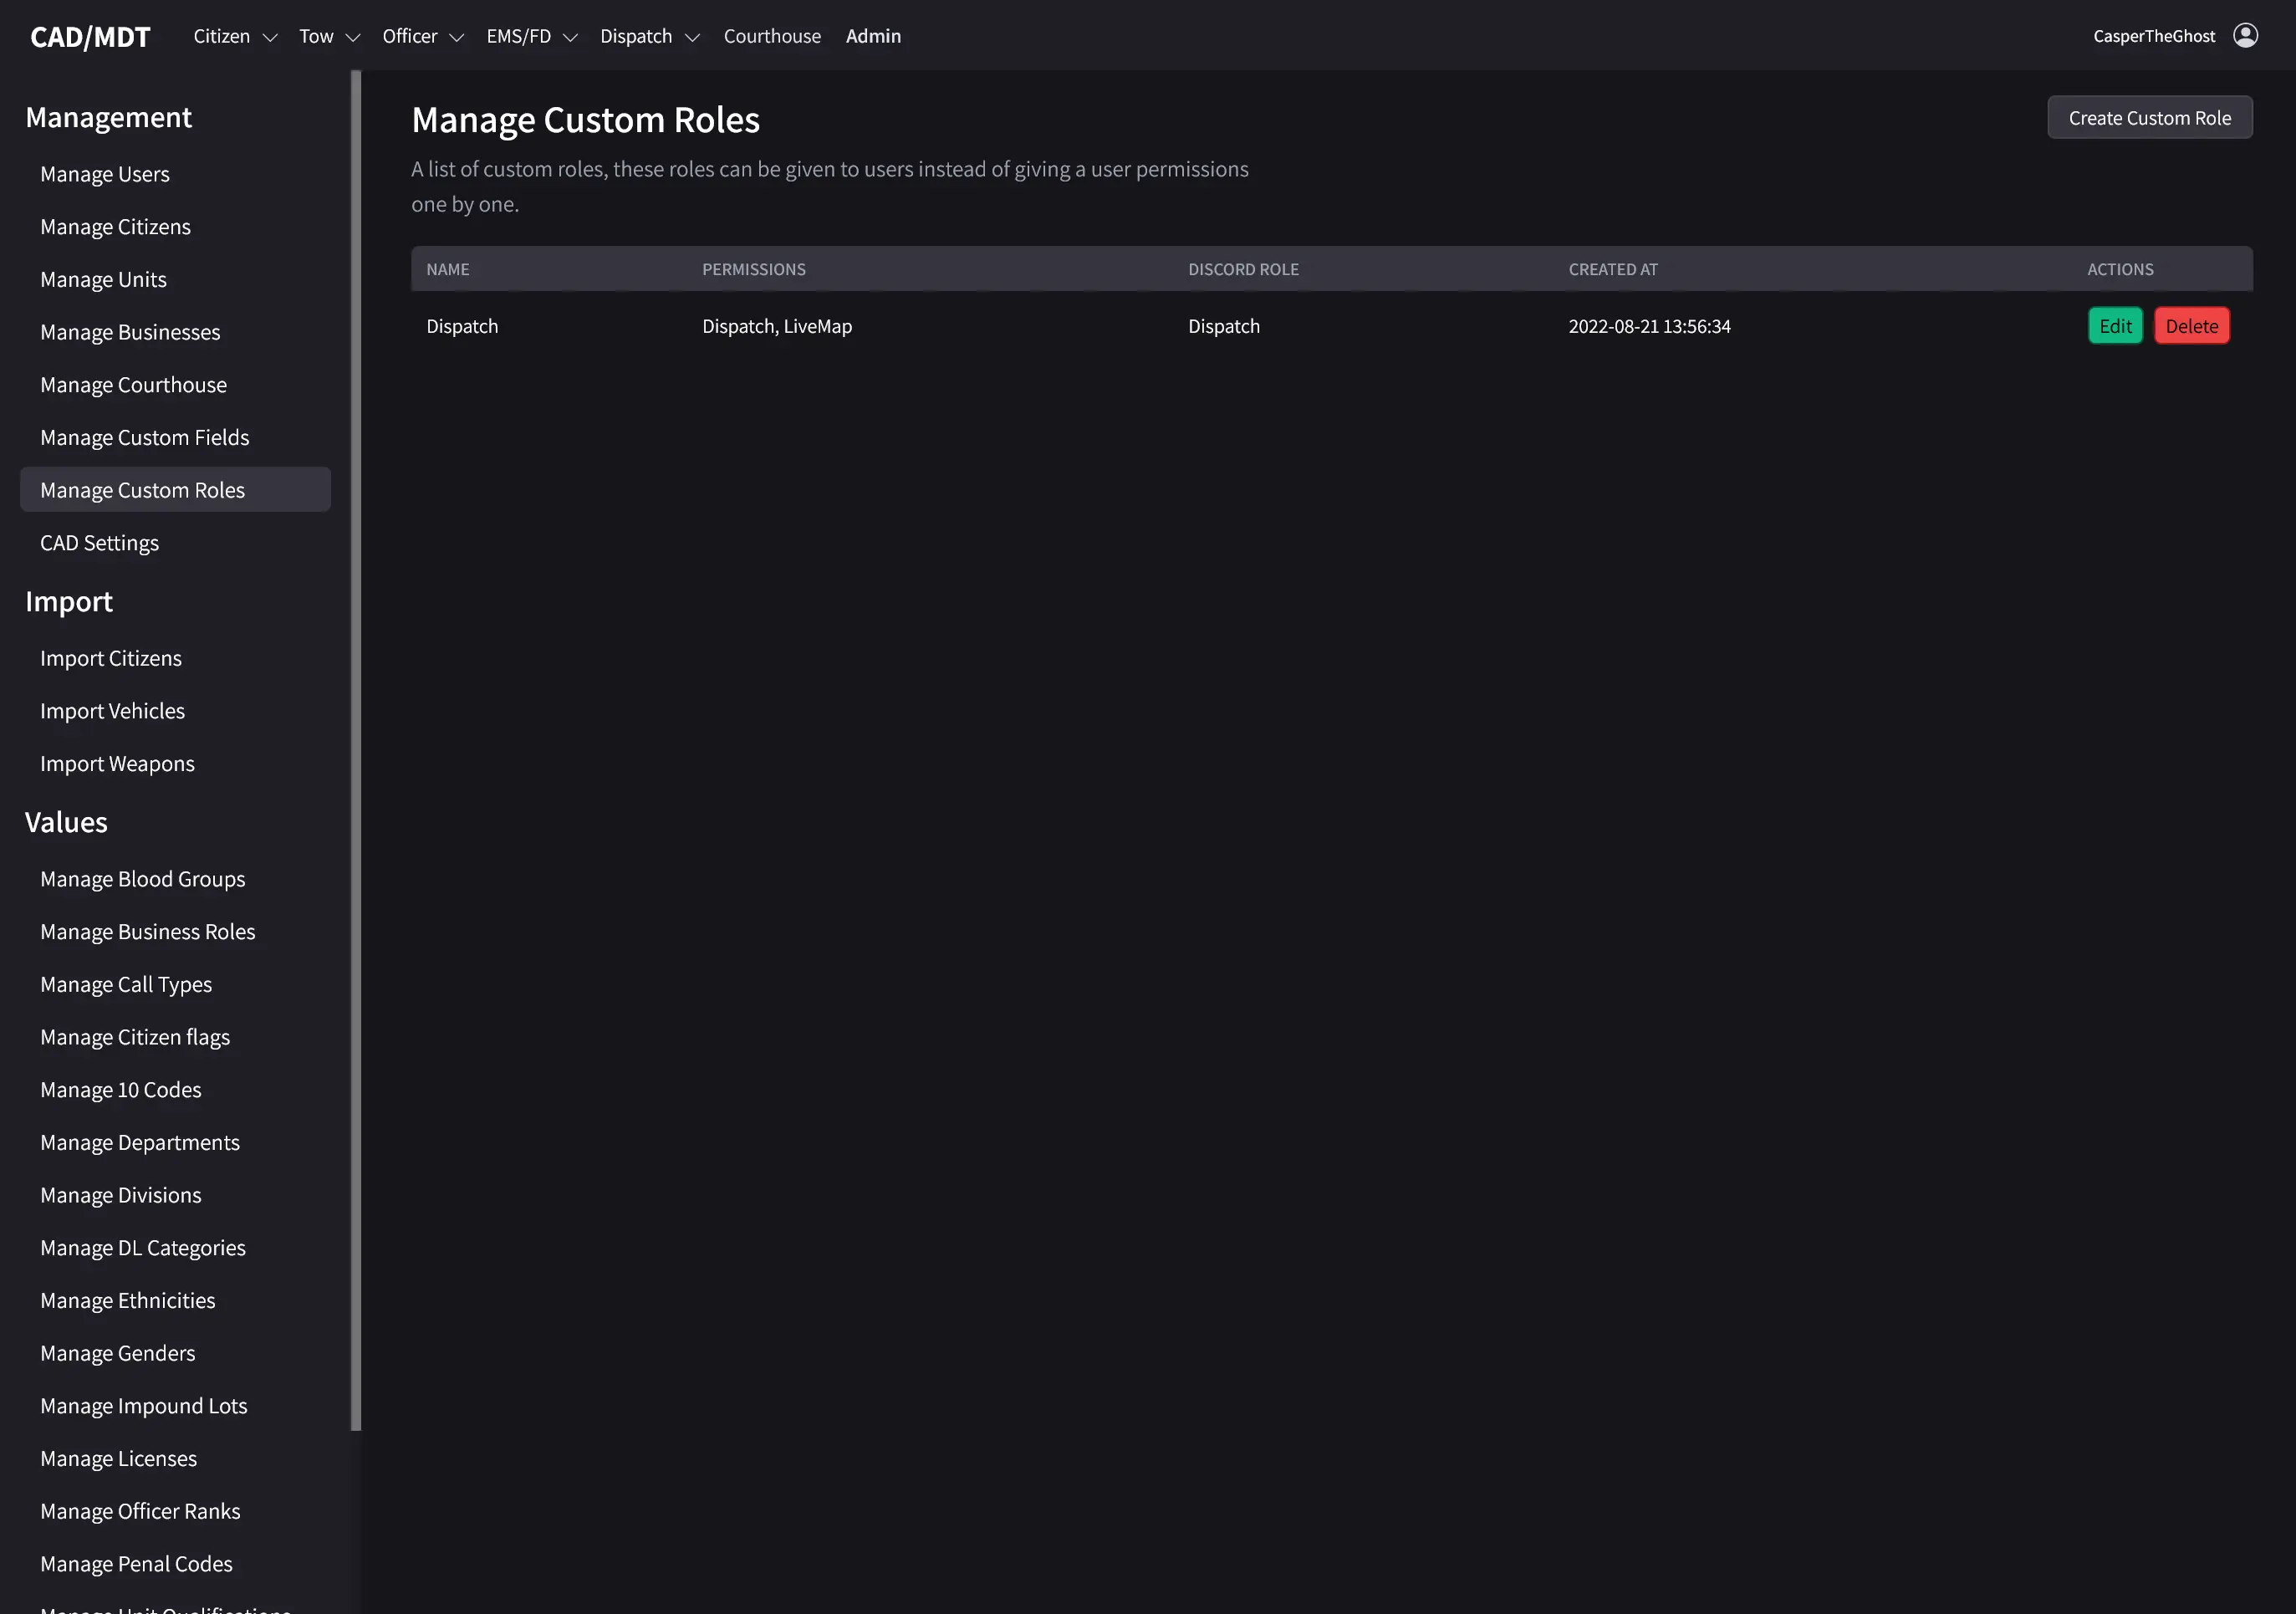 CAD/MDT Citizen Tow Officer EMS/FD Dispatch Courthouse Admin CasperTheGhost
Management
Manage Users
Manage Citizens
Manage Units
Manage Businesses
Manage Courthouse
Manage Custom Fields
Manage Custom Roles
CAD Settings
Import
Import Citizens
Import Vehicles
Import Weapons
Values
Manage Blood Groups
Manage Business Roles
Manage Call Types
Manage Citizen flags
Manage 10 Codes
Manage Departments
Manage Divisions
Manage DL Categories
Manage Ethnicities
Manage Genders
Manage Impound Lots
Manage Licenses
Manage Officer Ranks
Manage Penal Codes
Manage Unit Qualifications
Manage Custom Roles
Create Custom Role
A list of custom roles, these roles can be given to users instead of giving a user permissions
one by one.
NAME PERMISSIONS DISCORD ROLE CREATED AT ACTIONS
Dispatch Dispatch, LiveMap Dispatch 2022-08-21 13:56:34 Edit Delete